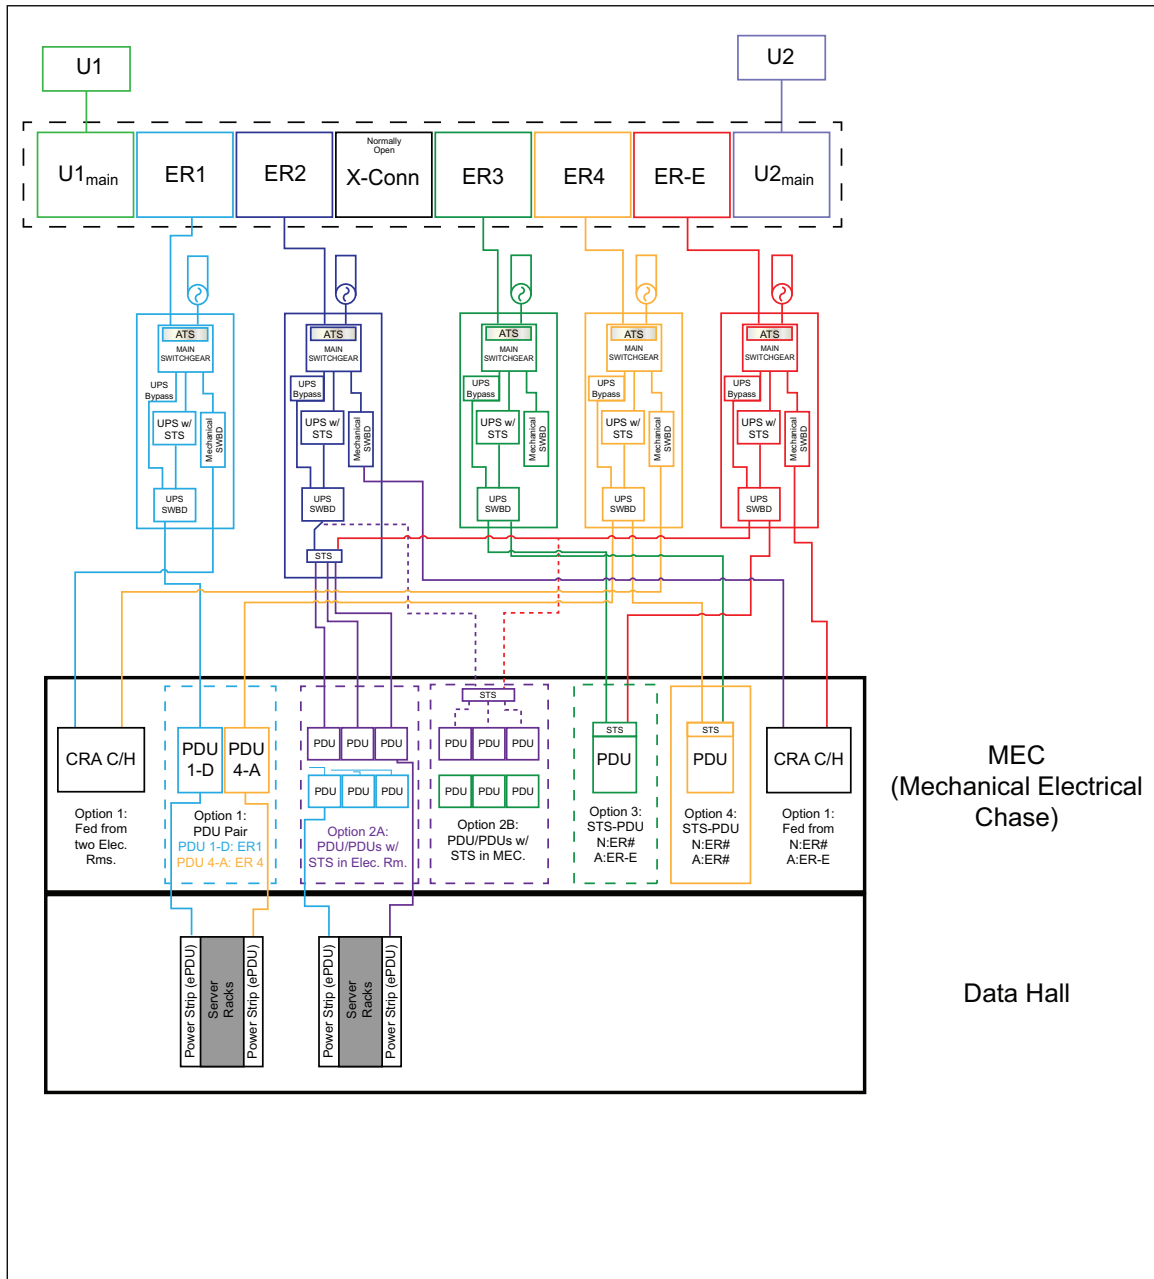 U1
U2
U1main
ER1
ER2
Normally
Open
X-Conn
ER3
ER4
ER-E
U2main
ATS
MAIN
SWITCHGEAR
UPS
Bypass
UPS w/
STS
Mechanical
SWBD
UPS
SWBD
ATS
MAIN
SWITCHGEAR
UPS
Bypass
UPS w/
STS
Mechanical
SWBD
UPS
SWBD
STS
ATS
MAIN
SWITCHGEAR
UPS
Bypass
UPS w/
STS
Mechanical
SWBD
UPS
SWBD
ATS
MAIN
SWITCHGEAR
UPS
Bypass
UPS w/
STS
Mechanical
SWBD
UPS
SWBD
ATS
MAIN
SWITCHGEAR
UPS
Bypass
UPS w/
STS
Mechanical
SWBD
UPS
SWBD
CRA C/H
Option 1:
Fed from
two Elec.
Rms.
PDU
1-D
PDU
4-A
Option 1:
PDU Pair
PDU 1-D: ER1
PDU 4-A: ER 4
PDU PDU PDU
PDU PDU PDU
Option 2A:
PDU/PDUs w/
STS in Elec. Rm.
STS
PDU PDU PDU
PDU PDU PDU
Option 2B:
PDU/PDUs w/
STS in MEC.
STS
PDU
Option 3:
STS-PDU
N:ER#
A:ER-E
STS
PDU
Option 4:
STS-PDU
N:ER#
A:ER#
CRA C/H
Option 1:
Fed from
N:ER#
A:ER-E
MEC
(Mechanical Electrical
Chase)
Power Strip (ePDU)
Server
Racks
Power Strip (ePDU)
Power Strip (ePDU)
Server
Racks
Power Strip (ePDU)
Data Hall